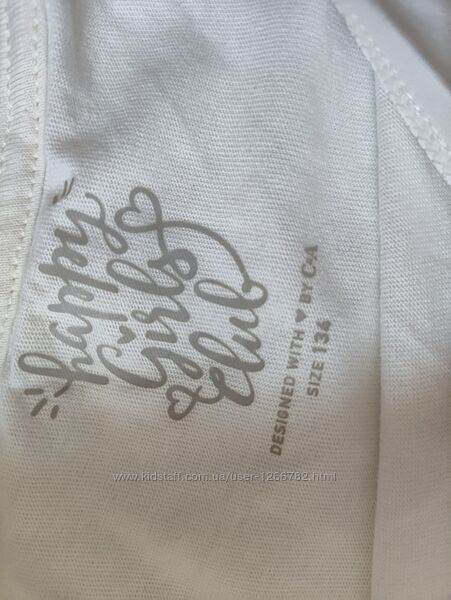 happy
Girls
Club
DESIGNED WITH ♥ BY C&A
SIZE 134
www.kidstaff.com.ua/user-1266782.html